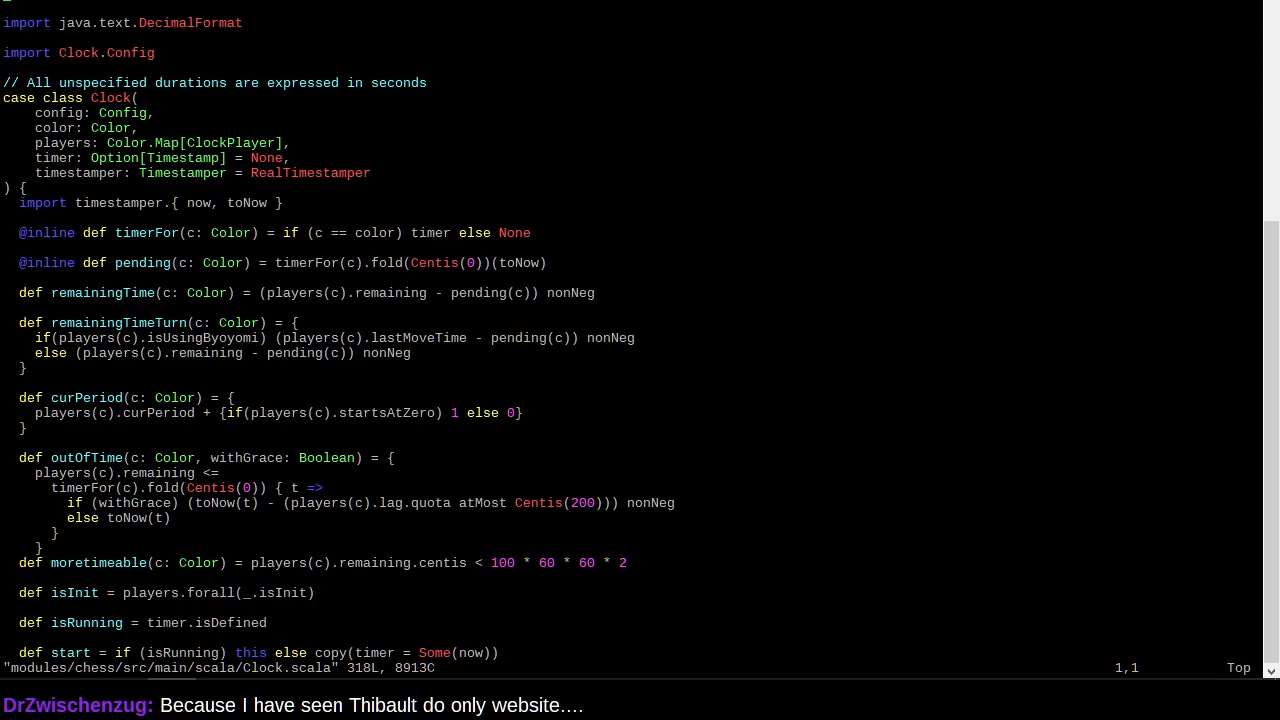 import java.text.DecimalFormat
import Clock.Config
// All unspecified durations are expressed in seconds
case class Clock(
    config: Config,
    color: Color,
    players: Color.Map[ClockPlayer],
    timer: Option[Timestamp] = None,
    timestamper: Timestamper = RealTimestamper
) {
  import timestamper.{ now, toNow }
  @inline def timerFor(c: Color) = if (c == color) timer else None
  @inline def pending(c: Color) = timerFor(c).fold(Centis(0))(toNow)
  def remainingTime(c: Color) = (players(c).remaining - pending(c)) nonNeg
  def remainingTimeTurn(c: Color) = {
    if(players(c).isUsingByoyomi) (players(c).lastMoveTime - pending(c)) nonNeg
    else (players(c).remaining - pending(c)) nonNeg
  }
  def curPeriod(c: Color) = {
    players(c).curPeriod + {if(players(c).startsAtZero) 1 else 0}
  }
  def outOfTime(c: Color, withGrace: Boolean) = {
    players(c).remaining <=
      timerFor(c).fold(Centis(0)) { t =>
        if (withGrace) (toNow(t) - (players(c).lag.quota atMost Centis(200))) nonNeg
        else toNow(t)
      }
    }
  def moretimeable(c: Color) = players(c).remaining.centis < 100 * 60 * 60 * 2
  def isInit = players.forall(_.isInit)
  def isRunning = timer.isDefined
  def start = if (isRunning) this else copy(timer = Some(now))
"modules/chess/src/main/scala/Clock.scala" 318L, 8913C 1,1 Top
DrZwischenzug: Because I have seen Thibault do only website....